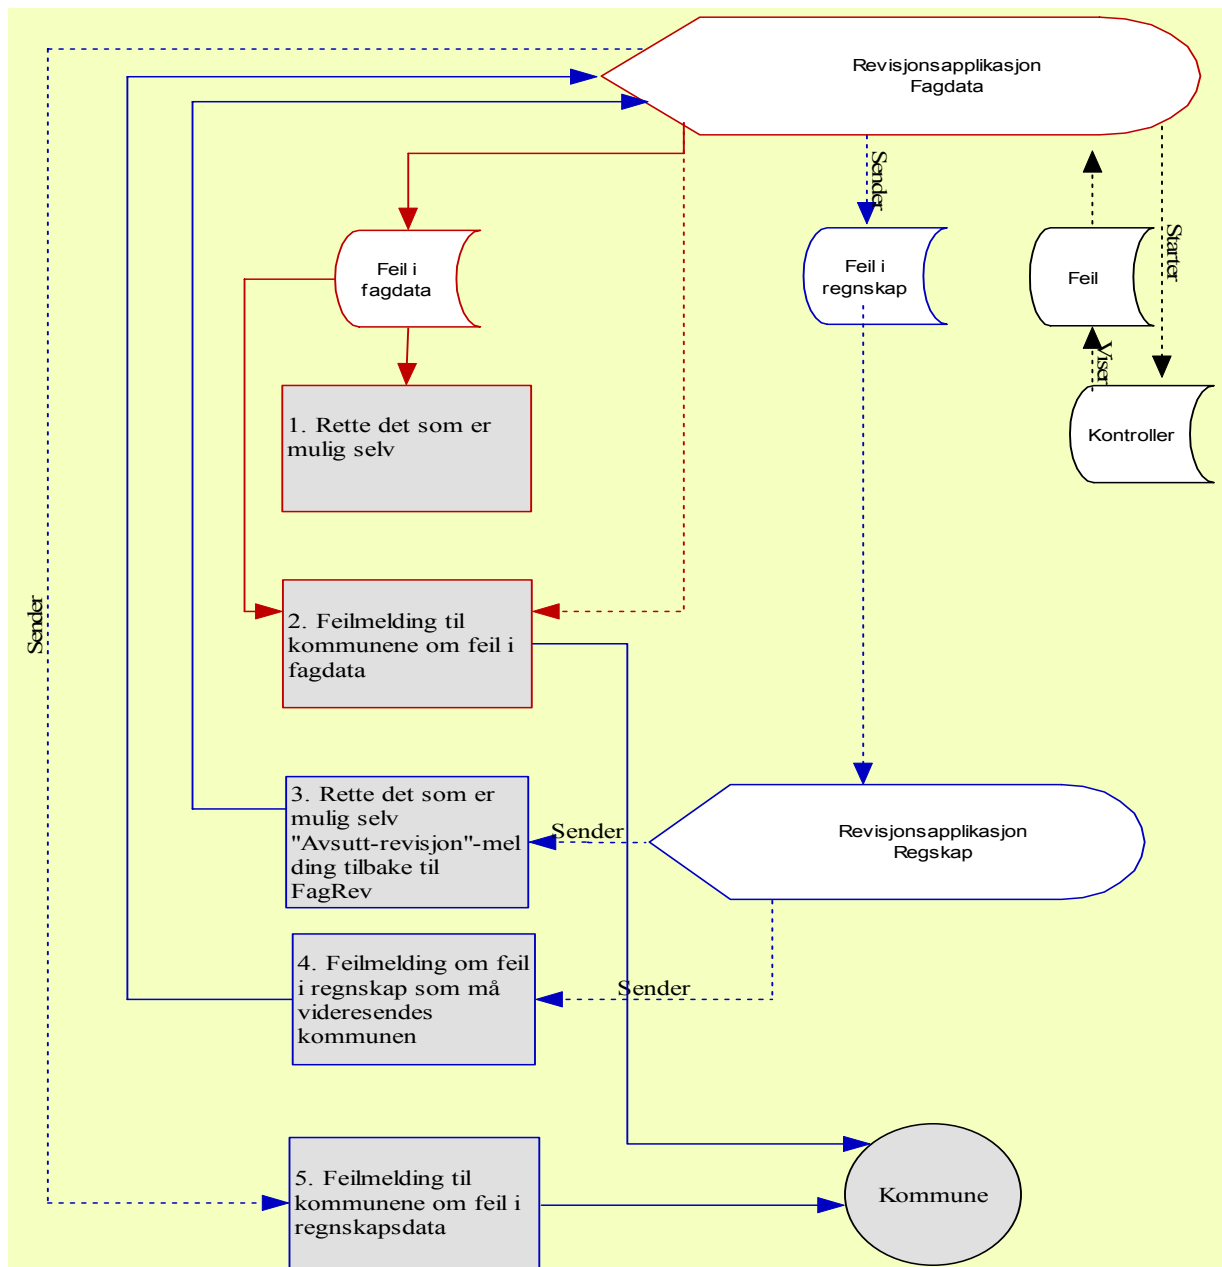 Revisjonsapplikasjon
Fagdata
Sender
Starter
Feil i
fagdata
Feil i
regnskap
Feil
Viser
Kontroller
1. Rette det som er
mulig selv
Sender
2. Feilmelding til
kommunene om feil i
fagdata
3. Rette det som er
mulig selv
"Avsutt-revisjon"-mel
ding tilbake til
FagRev
Sender
Revisjonsapplikasjon
Regskap
4. Feilmelding om feil
i regnskap som må
videresendes
kommunen
Sender
5. Feilmelding til
kommunene om feil i
regnskapsdata
Kommune